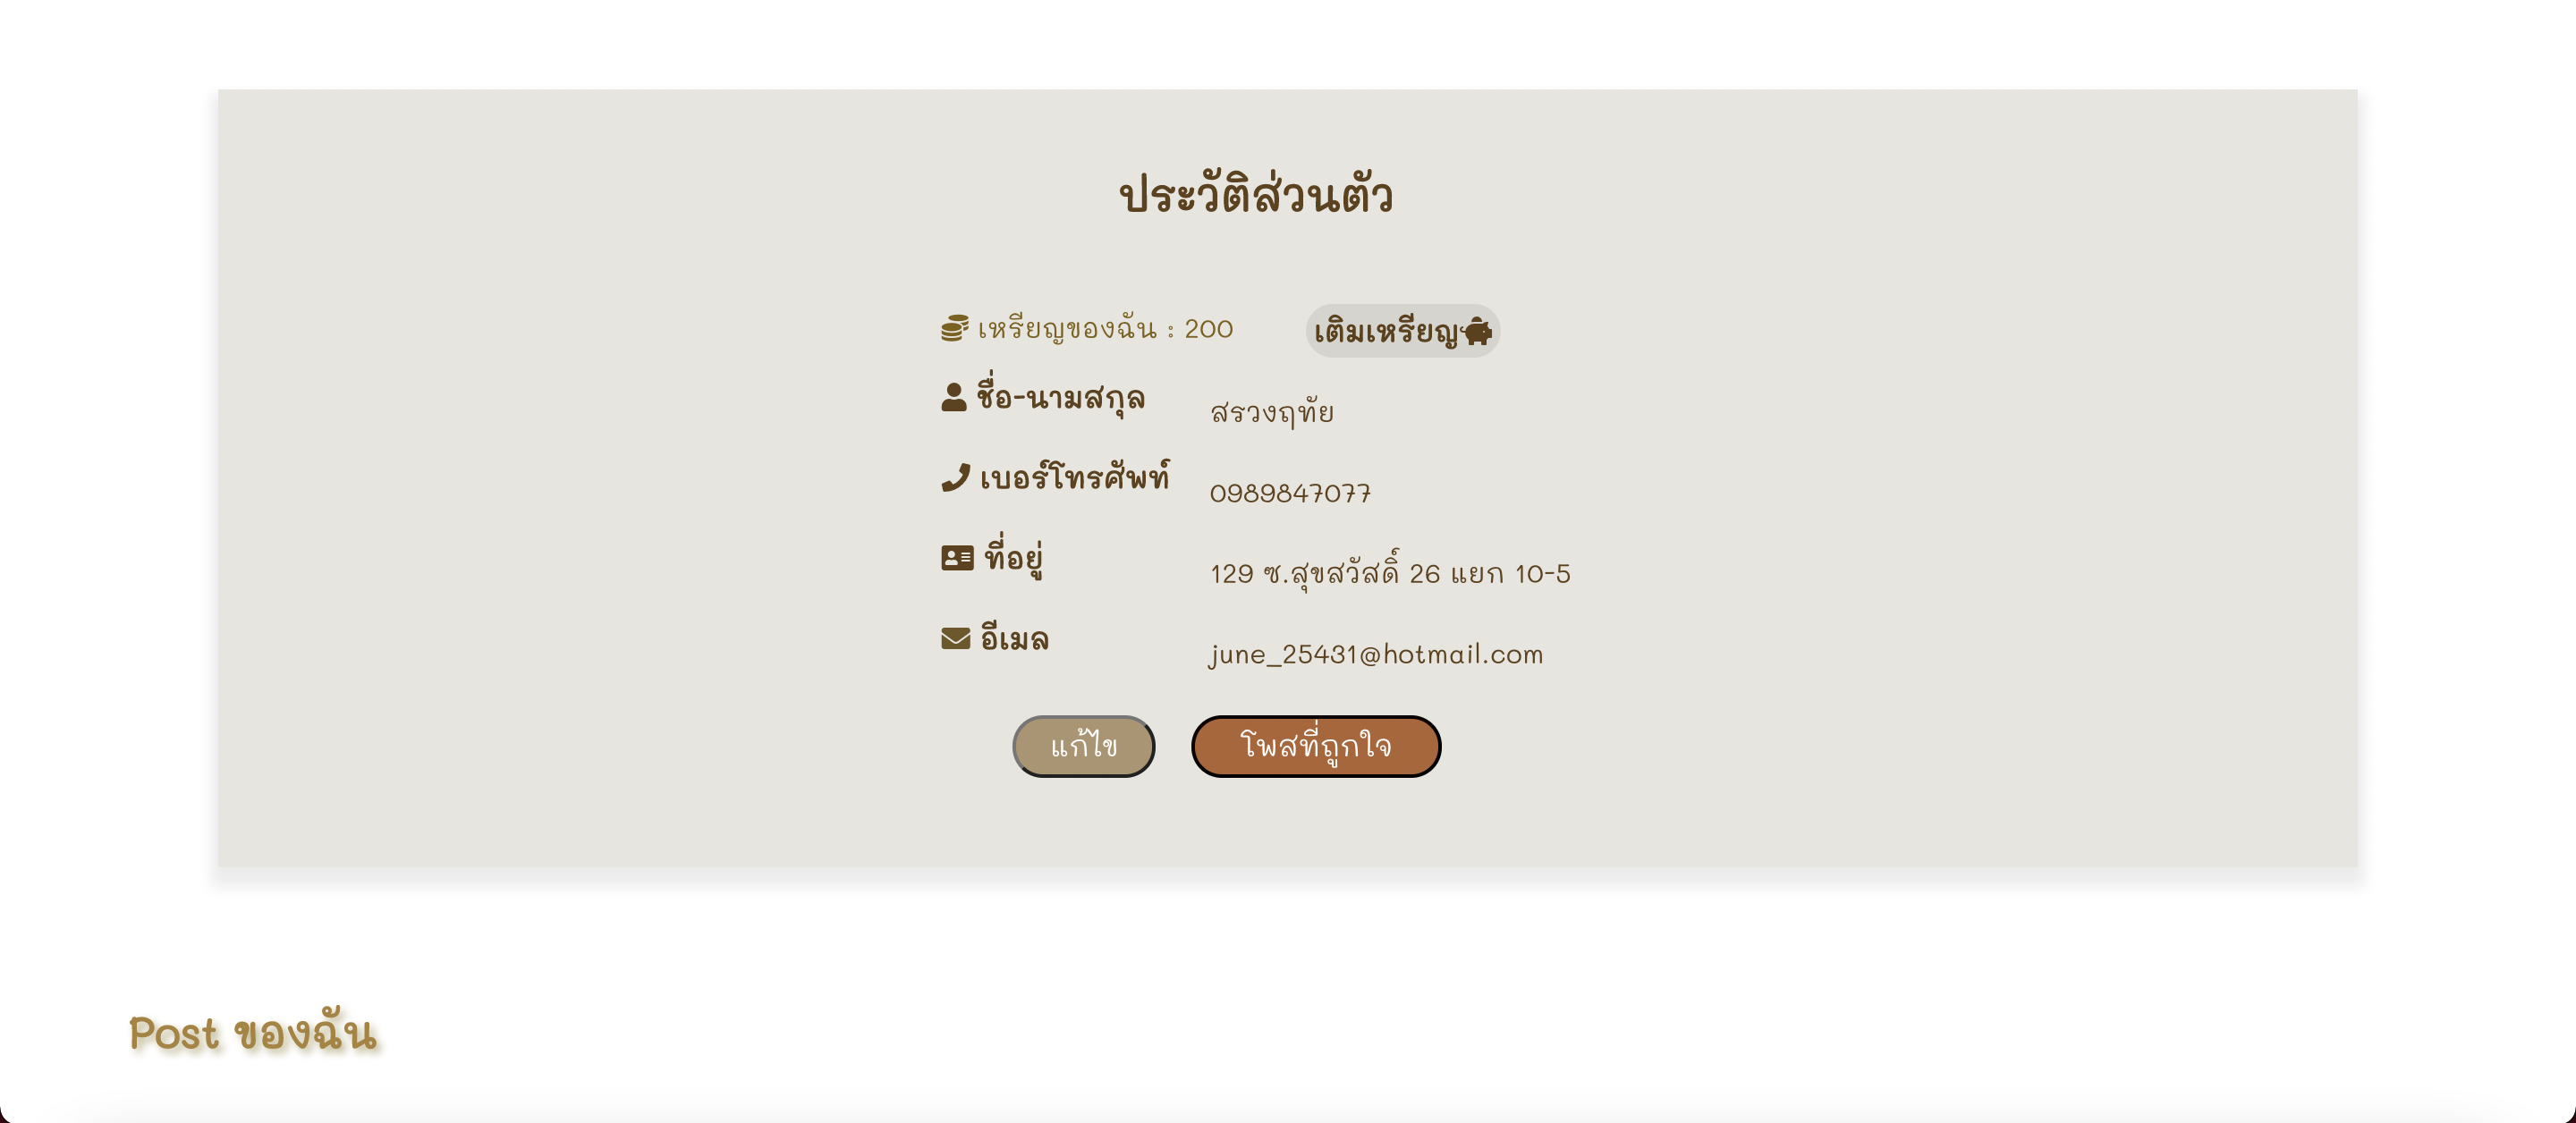 ประวัติส่วนตัว
เหรียญของฉัน : 200 เติมเหรียญ
ชื่อ-นามสกุล สรวงฤทัย
เบอร์โทรศัพท์ 0989847077
ที่อยู่ 129 ซ.สุขสวัสดิ์ 26 แยก 10-5
อีเมล june_25431@hotmail.com
แก้ไข โพสที่ถูกใจ
Post ของฉัน